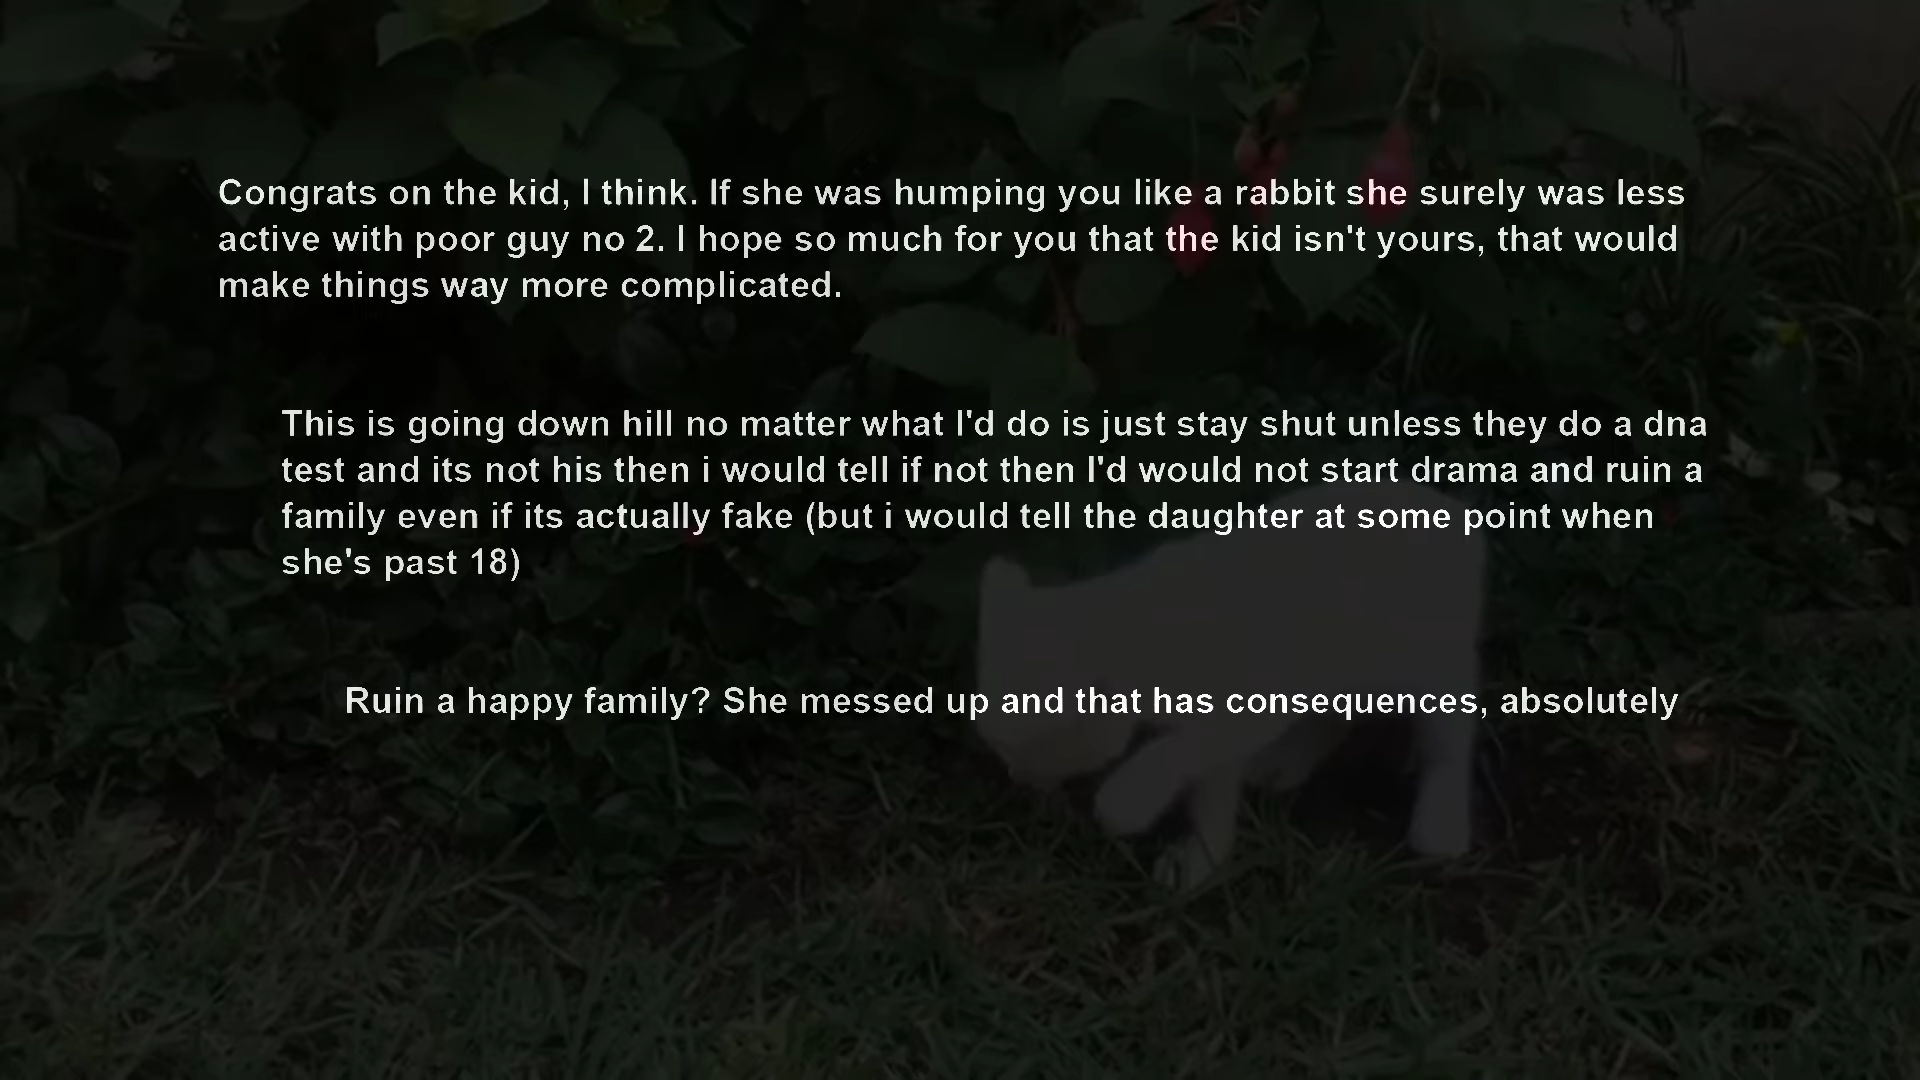 Congrats on the kid, I think. If she was humping you like a rabbit she surely was less
active with poor guy no 2. I hope so much for you that the kid isn't yours, that would
make things way more complicated.
This is going down hill no matter what I'd do is just stay shut unless they do a dna
test and its not his then i would tell if not then I'd would not start drama and ruin a
family even if its actually fake (but i would tell the daughter at some point when
she's past 18)
Ruin a happy family? She messed up and that has consequences, absolutely